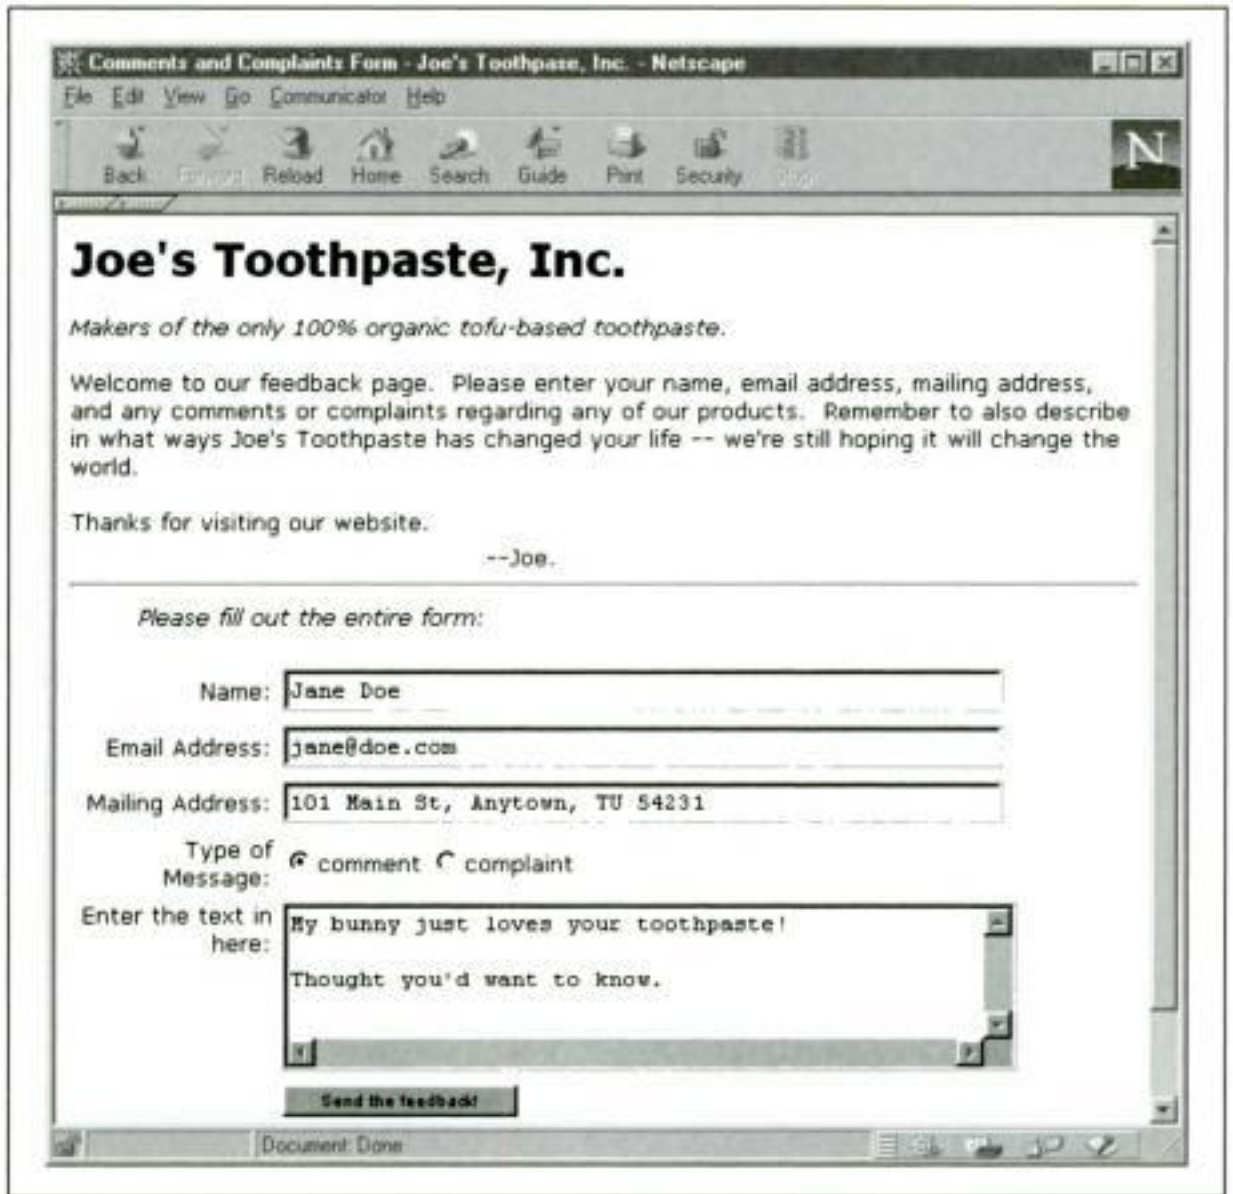 Comments and Complaints Form - Joe's Toothpase, Inc. - Netscape
File Edit View Go Communicator Help
Back Forward Reload Home Search Guide Print Security Stop
N
Joe's Toothpaste, Inc.
Makers of the only 100% organic tofu-based toothpaste.
Welcome to our feedback page. Please enter your name, email address, mailing address,
and any comments or complaints regarding any of our products. Remember to also describe
in what ways Joe's Toothpaste has changed your life -- we're still hoping it will change the
world.
Thanks for visiting our website.
--Joe.
Please fill out the entire form:
Name: Jane Doe
Email Address: jane@doe.com
Mailing Address: 101 Main St, Anytown, TU 54231
Type of
Message: comment complaint
Enter the text in
here:
My bunny just loves your toothpaste!
Thought you'd want to know.
Send the feedback!
Document: Done